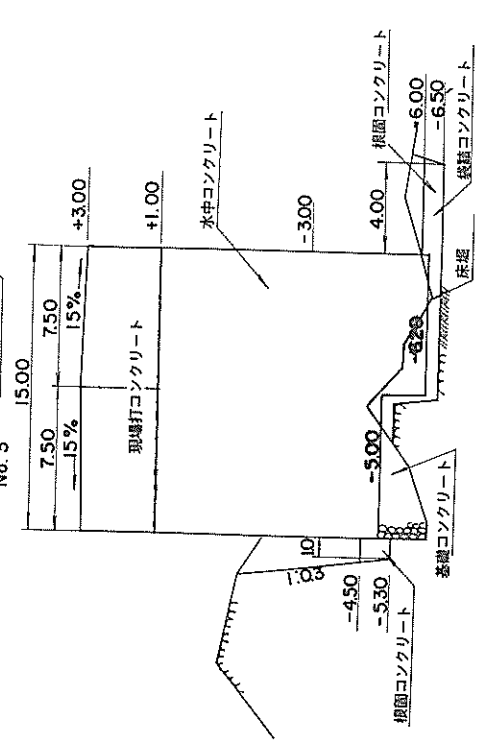 No. 5
15.00
7.50
7.50
15%
15%
+3.00
現場打コンクリート
+1.00
水中コンクリート
-3.00
1:0.3
1.0
-4.50
-5.30
根固コンクリート
-5.00
基礎コンクリート
-6.20
4.00
-6.00
-6.50
根固コンクリート
袋詰コンクリート
床堀